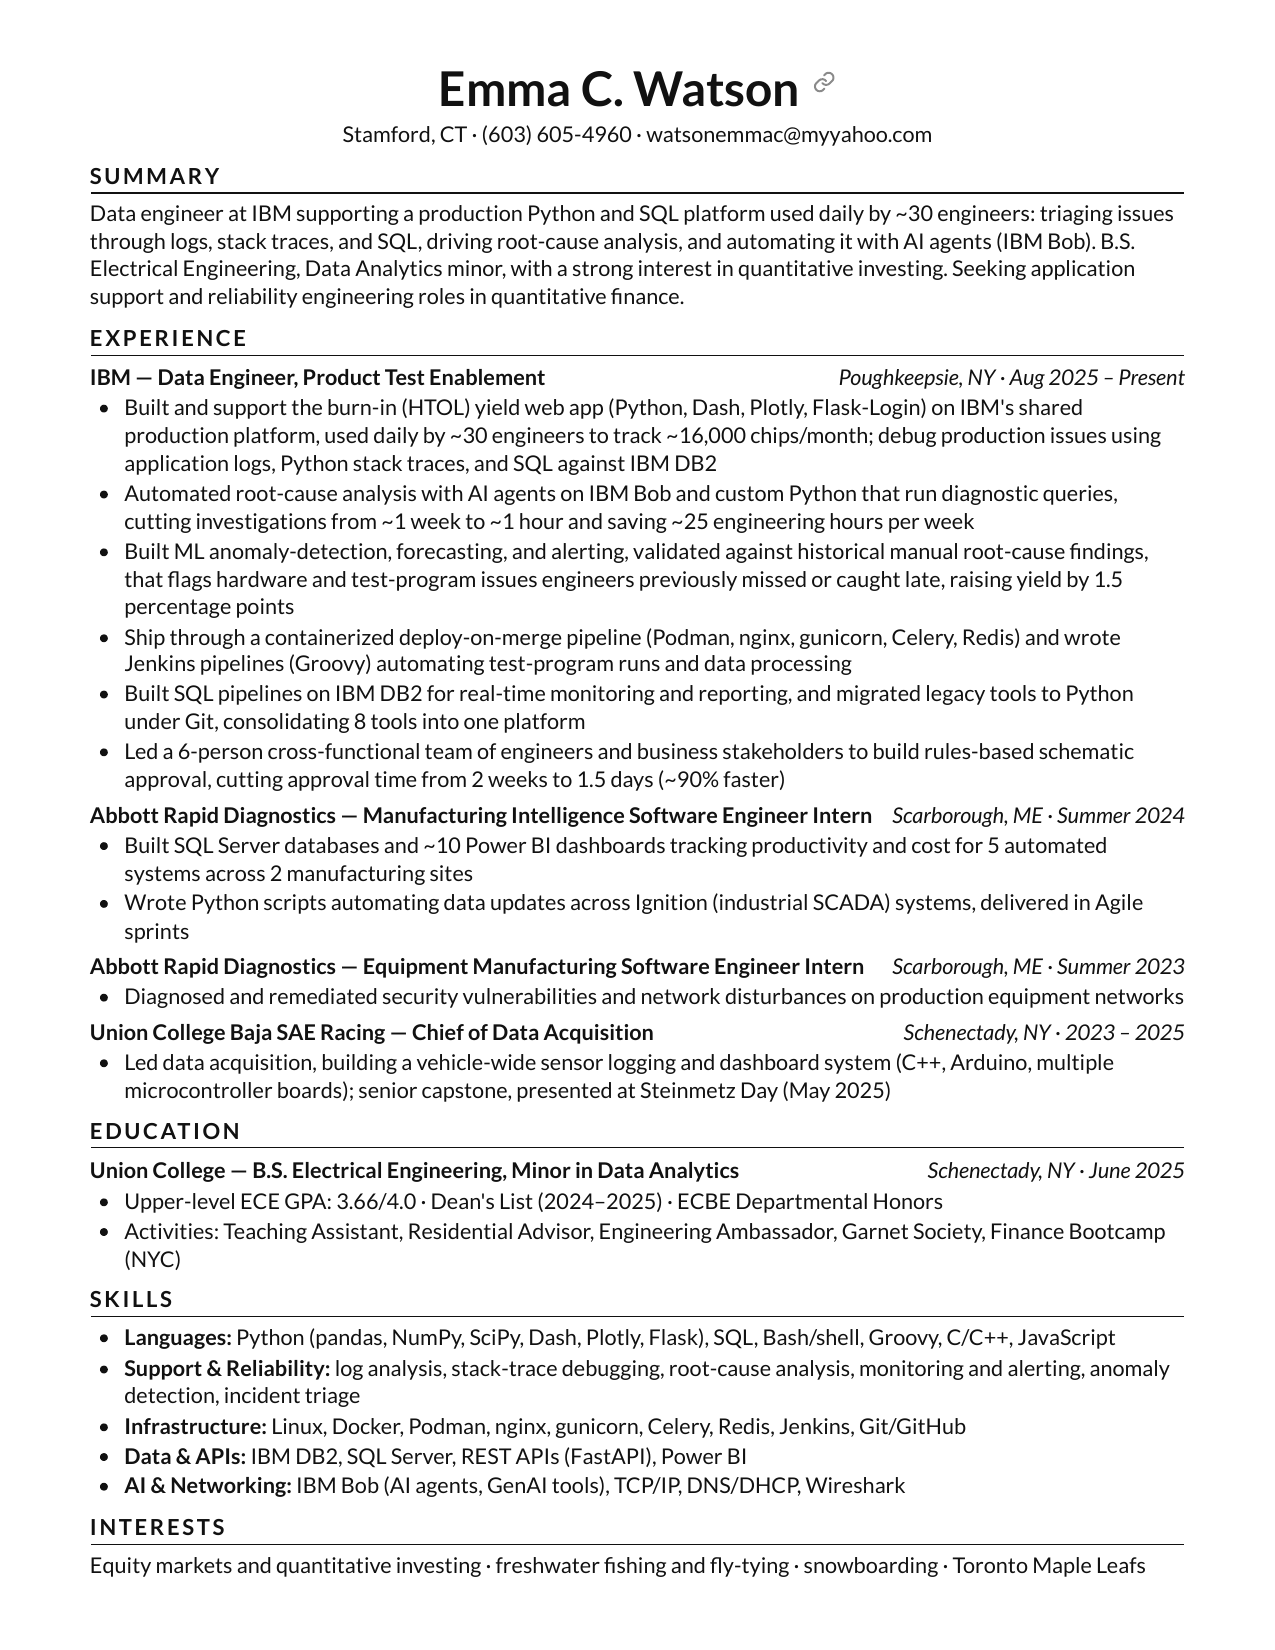 Emma C. Watson
Stamford, CT · (603) 605-4960 · watsonemmac@myyahoo.com
SUMMARY
Data engineer at IBM supporting a production Python and SQL platform used daily by ~30 engineers: triaging issues
through logs, stack traces, and SQL, driving root-cause analysis, and automating it with AI agents (IBM Bob). B.S.
Electrical Engineering, Data Analytics minor, with a strong interest in quantitative investing. Seeking application
support and reliability engineering roles in quantitative finance.
EXPERIENCE
IBM — Data Engineer, Product Test Enablement Poughkeepsie, NY · Aug 2025 – Present
• Built and support the burn-in (HTOL) yield web app (Python, Dash, Plotly, Flask-Login) on IBM's shared
production platform, used daily by ~30 engineers to track ~16,000 chips/month; debug production issues using
application logs, Python stack traces, and SQL against IBM DB2
• Automated root-cause analysis with AI agents on IBM Bob and custom Python that run diagnostic queries,
cutting investigations from ~1 week to ~1 hour and saving ~25 engineering hours per week
• Built ML anomaly-detection, forecasting, and alerting, validated against historical manual root-cause findings,
that flags hardware and test-program issues engineers previously missed or caught late, raising yield by 1.5
percentage points
• Ship through a containerized deploy-on-merge pipeline (Podman, nginx, gunicorn, Celery, Redis) and wrote
Jenkins pipelines (Groovy) automating test-program runs and data processing
• Built SQL pipelines on IBM DB2 for real-time monitoring and reporting, and migrated legacy tools to Python
under Git, consolidating 8 tools into one platform
• Led a 6-person cross-functional team of engineers and business stakeholders to build rules-based schematic
approval, cutting approval time from 2 weeks to 1.5 days (~90% faster)
Abbott Rapid Diagnostics — Manufacturing Intelligence Software Engineer Intern Scarborough, ME · Summer 2024
• Built SQL Server databases and ~10 Power BI dashboards tracking productivity and cost for 5 automated
systems across 2 manufacturing sites
• Wrote Python scripts automating data updates across Ignition (industrial SCADA) systems, delivered in Agile
sprints
Abbott Rapid Diagnostics — Equipment Manufacturing Software Engineer Intern Scarborough, ME · Summer 2023
• Diagnosed and remediated security vulnerabilities and network disturbances on production equipment networks
Union College Baja SAE Racing — Chief of Data Acquisition Schenectady, NY · 2023 – 2025
• Led data acquisition, building a vehicle-wide sensor logging and dashboard system (C++, Arduino, multiple
microcontroller boards); senior capstone, presented at Steinmetz Day (May 2025)
EDUCATION
Union College — B.S. Electrical Engineering, Minor in Data Analytics Schenectady, NY · June 2025
• Upper-level ECE GPA: 3.66/4.0 · Dean's List (2024–2025) · ECBE Departmental Honors
• Activities: Teaching Assistant, Residential Advisor, Engineering Ambassador, Garnet Society, Finance Bootcamp
(NYC)
SKILLS
• Languages: Python (pandas, NumPy, SciPy, Dash, Plotly, Flask), SQL, Bash/shell, Groovy, C/C++, JavaScript
• Support & Reliability: log analysis, stack-trace debugging, root-cause analysis, monitoring and alerting, anomaly
detection, incident triage
• Infrastructure: Linux, Docker, Podman, nginx, gunicorn, Celery, Redis, Jenkins, Git/GitHub
• Data & APIs: IBM DB2, SQL Server, REST APIs (FastAPI), Power BI
• AI & Networking: IBM Bob (AI agents, GenAI tools), TCP/IP, DNS/DHCP, Wireshark
INTERESTS
Equity markets and quantitative investing · freshwater fishing and fly-tying · snowboarding · Toronto Maple Leafs